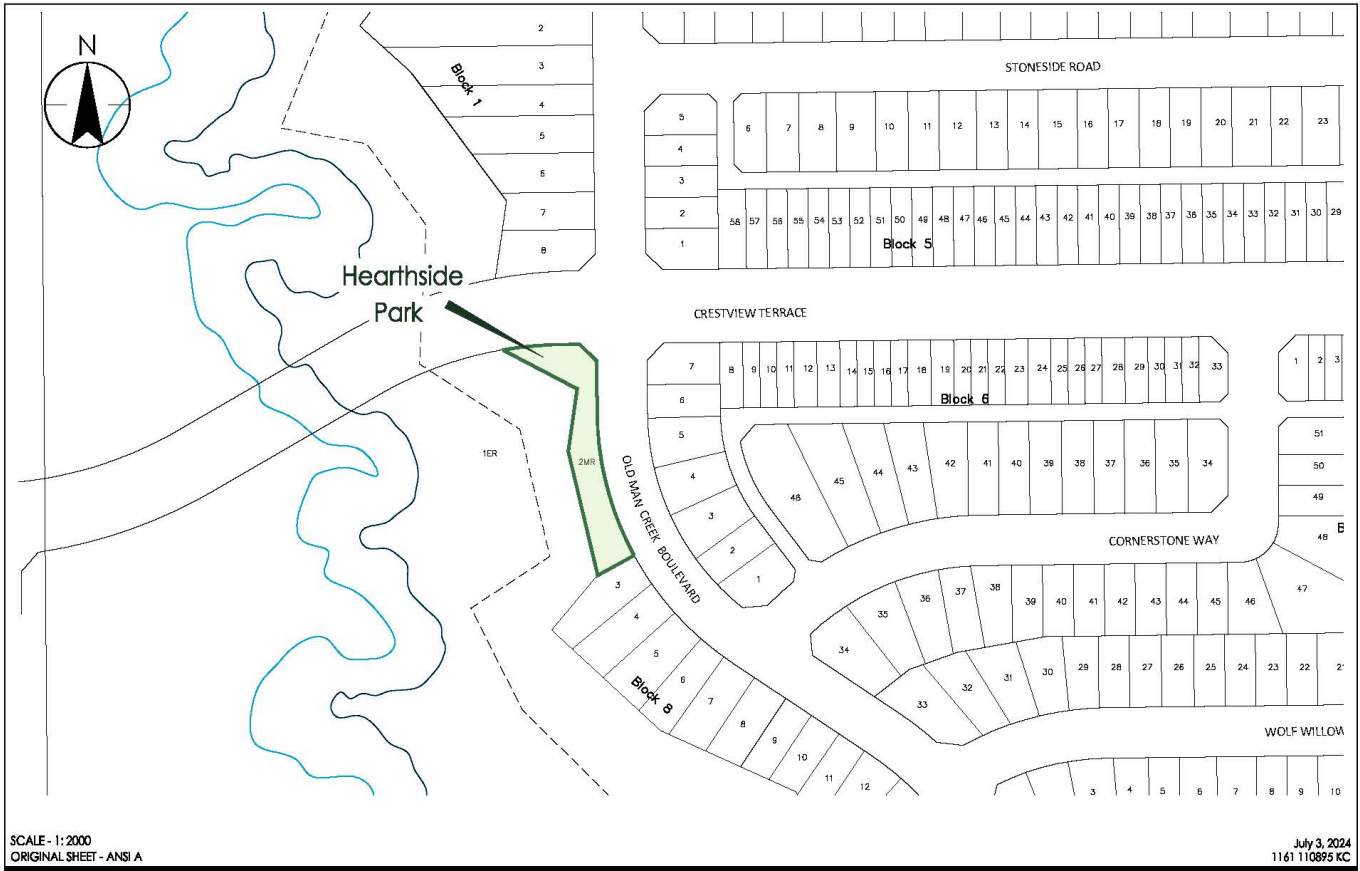 N
2
3
4
5
6
7
8
Block 1
STONESIDE ROAD
5
4
3
2
1
6 7 8 9 10 11 12 13 14 15 16 17 18 19 20 21 22 23
58 57 56 55 54 53 52 51 50 49 48 47 46 45 44 43 42 41 40 39 38 37 36 35 34 33 32 31 30 29
Block 5
Hearthside
Park
CRESTVIEW TERRACE
7
6
5
4
3
2
1
8 9 10 11 12 13 14 15 16 17 18 19 20 21 22 23 24 25 26 27 28 29 30 31 32 33
Block 6
1 2 3
46 45 44 43 42 41 40 39 38 37 36 35 34
51
50
49
48
B
47
1ER
2MR
OLD MAN CREEK BOULEVARD
CORNERSTONE WAY
34 35 36 37 38 39 40 41 42 43 44 45 46
33 32 31 30 29 28 27 26 25 24 23 22 21
3
4
5
6
7
8
9
10
11
12
Block 8
WOLF WILLOW
3 4 5 6 7 8 9 10
SCALE - 1: 2000
ORIGINAL SHEET - ANSI A
July 3, 2024
1161 110895 KC